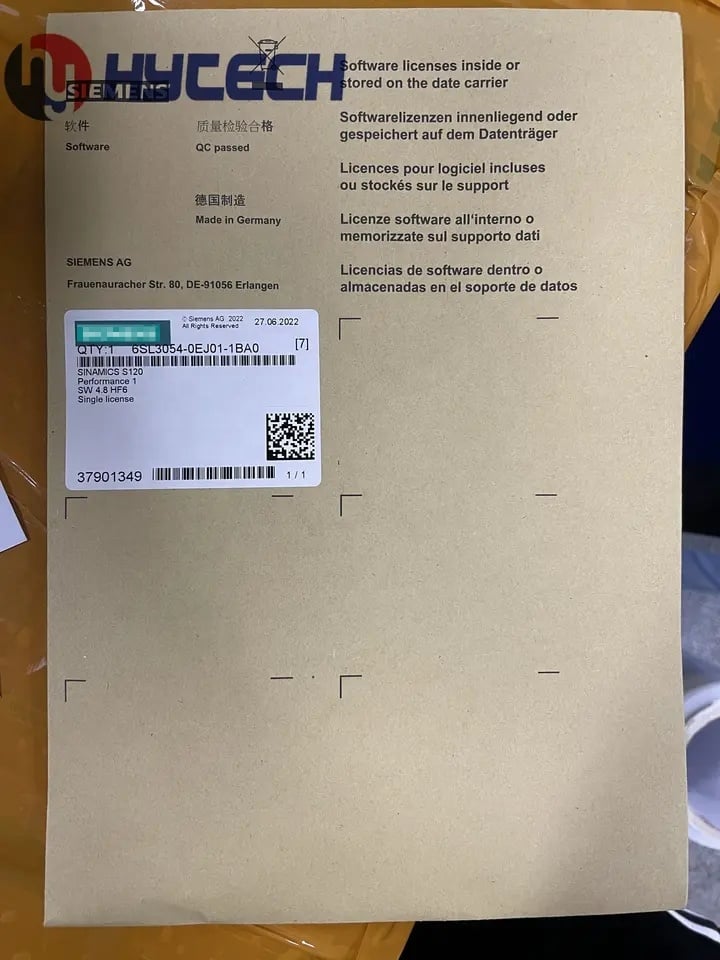 HYCECH
SIEMENS
软件
Software
质量检验合格
QC passed
德国制造
Made in Germany
SIEMENS AG
Frauenauracher Str. 80, DE-91056 Erlangen
Software licenses inside or
stored on the date carrier
Softwarelizenzen innenliegend oder
gespeichert auf dem Datenträger
Licences pour logiciel incluses
ou stockés sur le support
Licenze software all'interno o
memorizzate sul supporto dati
Licencias de software dentro o
almacenadas en el soporte de datos
© Siemens AG 2022
All Rights Reserved
27.06.2022
QTY:1 6SL3054-0EJ01-1BA0 [7]
SINAMICS S120
Performance 1
SW 4.8 HF6
Single license
37901349 1 / 1